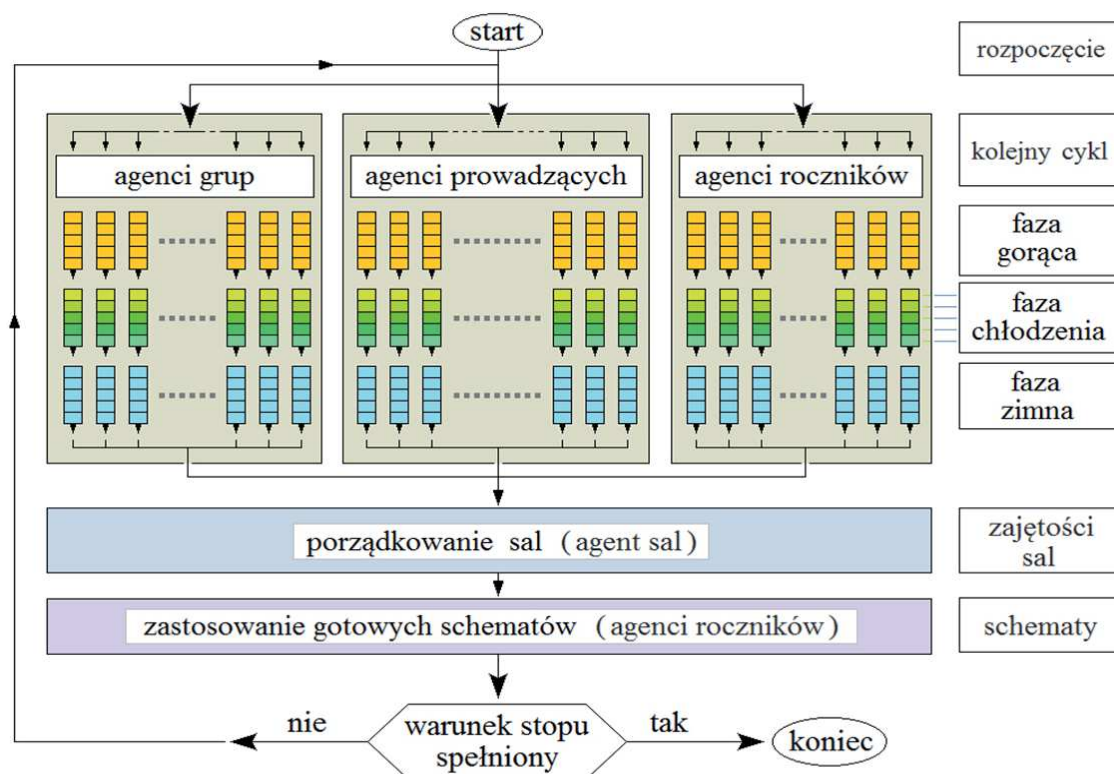 start
rozpoczęcie
kolejny cykl
agenci grup
agenci prowadzących
agenci roczników
faza
gorąca
faza
chłodzenia
faza
zimna
porządkowanie sal (agent sal)
zajętości
sal
zastosowanie gotowych schematów (agenci roczników)
schematy
nie
warunek stopu
spełniony
tak
koniec